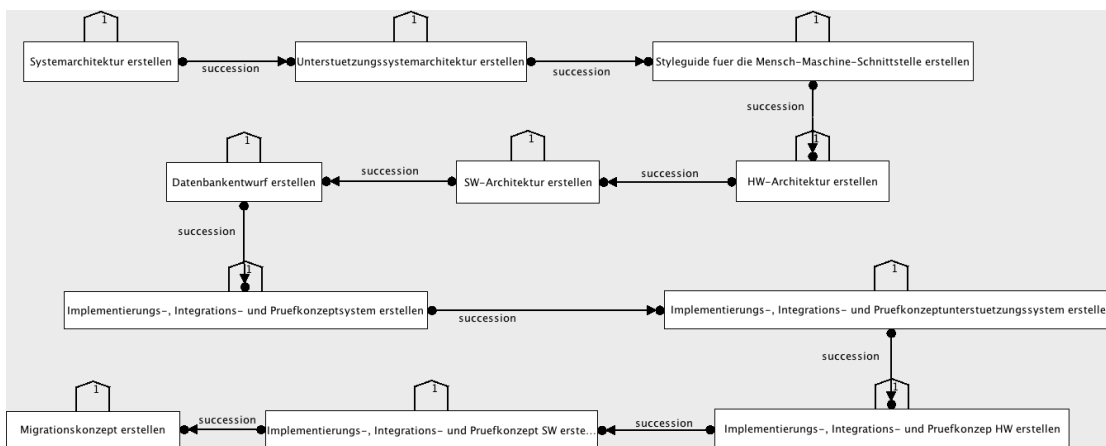 1
1
1
Systemarchitektur erstellen
succession
Unterstuetzungssystemarchitektur erstellen
succession
Styleguide fuer die Mensch-Maschine-Schnittstelle erstellen
succession
1
1
1
Datenbankentwurf erstellen
succession
SW-Architektur erstellen
succession
HW-Architektur erstellen
succession
1
1
Implementierungs-, Integrations- und Pruefkonzeptsystem erstellen
succession
Implementierungs-, Integrations- und Pruefkonzeptunterstuetzungssystem erstelle
succession
1
1
1
Migrationskonzept erstellen
succession
Implementierungs-, Integrations- und Pruefkonzept SW erste...
succession
Implementierungs-, Integrations- und Pruefkonzep HW erstellen